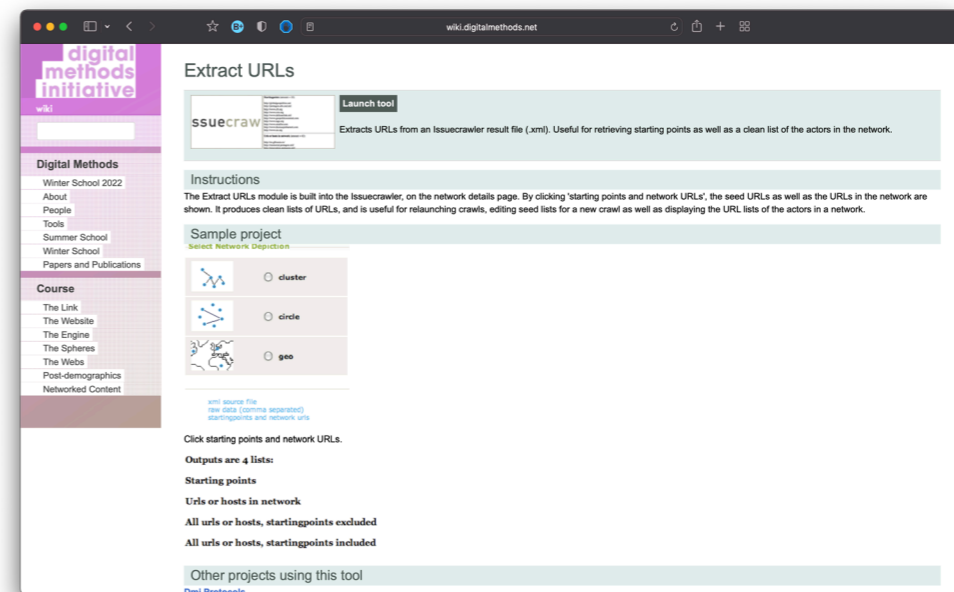 wiki.digitalmethods.net
digital
methods
initiative
wiki
Digital Methods
Winter School 2022
About
People
Tools
Summer School
Winter School
Papers and Publications
Course
The Link
The Website
The Engine
The Spheres
The Webs
Post-demographics
Networked Content
Extract URLs
ssuecraw
Launch tool
Extracts URLs from an Issuecrawler result file (.xml). Useful for retrieving starting points as well as a clean list of the actors in the network.
Instructions
The Extract URLs module is built into the Issuecrawler, on the network details page. By clicking 'starting points and network URLs', the seed URLs as well as the URLs in the network are
shown. It produces clean lists of URLs, and is useful for relaunching crawls, editing seed lists for a new crawl as well as displaying the URL lists of the actors in a network.
Sample project
Select Network Depiction
cluster
circle
geo
xml source file
raw data (comma separated)
startingpoints and network urls
Click starting points and network URLs.
Outputs are 4 lists:
Starting points
Urls or hosts in network
All urls or hosts, startingpoints excluded
All urls or hosts, startingpoints included
Other projects using this tool
Dmi Protocols